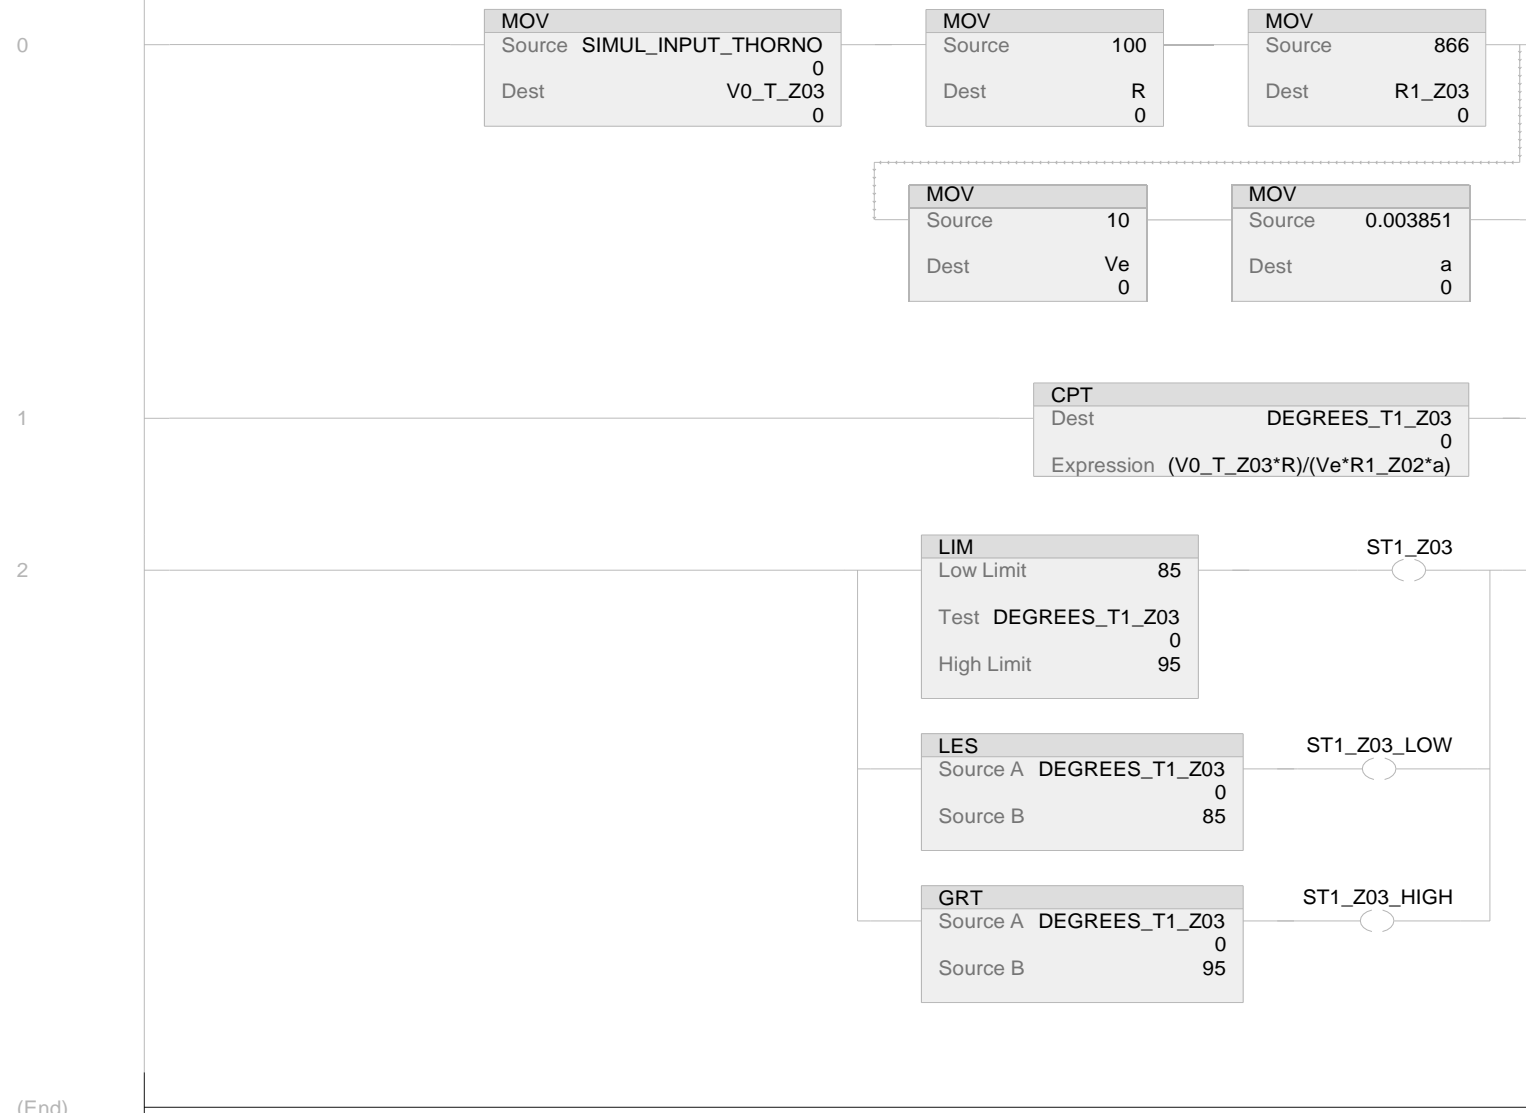 0
MOV
Source SIMUL_INPUT_THORNO
0
Dest V0_T_Z03
0
MOV
Source 100
Dest R
0
MOV
Source 866
Dest R1_Z03
0
MOV
Source 10
Dest Ve
0
MOV
Source 0.003851
Dest a
0
1
CPT
Dest DEGREES_T1_Z03
0
Expression (V0_T_Z03*R)/(Ve*R1_Z02*a)
2
LIM
Low Limit 85
Test DEGREES_T1_Z03
0
High Limit 95
ST1_Z03
LES
Source A DEGREES_T1_Z03
0
Source B 85
ST1_Z03_LOW
GRT
Source A DEGREES_T1_Z03
0
Source B 95
ST1_Z03_HIGH
(End)